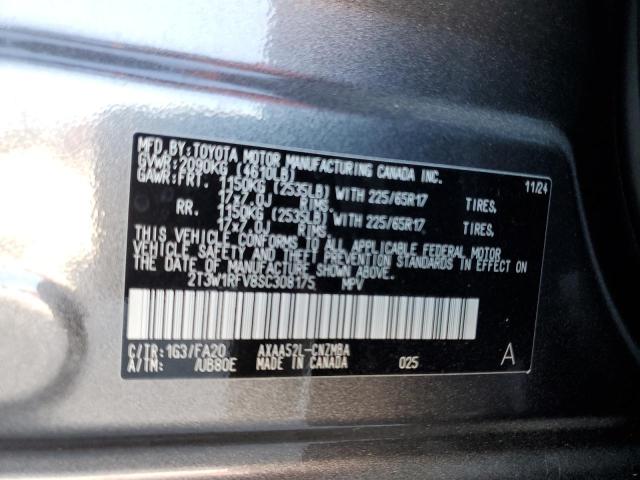 MFD.BY:TOYOTA MOTOR MANUFACTURING CANADA INC.
GVWR:2090KG (4610LB) 11/24
GAWR:FRT. 1150KG (2535LB) WITH 225/65R17 TIRES,
17x7.0J RIMS.
RR. 1150KG (2535LB) WITH 225/65R17 TIRES,
17x7.0J RIMS.
THIS VEHICLE CONFORMS TO ALL APPLICABLE FEDERAL MOTOR
VEHICLE SAFETY AND THEFT PREVENTION STANDARDS IN EFFECT ON
THE DATE OF MANUFACTURE SHOWN ABOVE.
2T3W1RFV8SC308175 MPV
C/TR:1G3/FA20 AXAA52L-CNZMBA
A/TM: /UB80E MADE IN CANADA 025 A